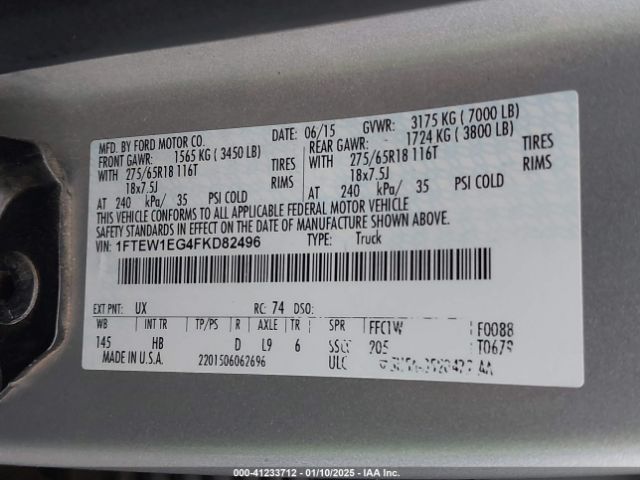 MFD. BY FORD MOTOR CO. DATE: 06/15 GVWR: 3175 KG ( 7000 LB)
FRONT GAWR: 1565 KG ( 3450 LB) REAR GAWR: 1724 KG ( 3800 LB)
WITH 275/65R18 116T TIRES WITH 275/65R18 116T TIRES
18x7.5J RIMS 18x7.5J RIMS
AT 240 kPa/ 35 PSI COLD AT 240 kPa/ 35 PSI COLD
THIS VEHICLE CONFORMS TO ALL APPLICABLE FEDERAL MOTOR VEHICLE
SAFETY STANDARDS IN EFFECT ON THE DATE OF MANUFACTURE SHOWN ABOVE.
VIN: 1FTEW1EG4FKD82496 TYPE: Truck
EXT PNT: UX RC: 74 DSO:
WB INT TR TP/PS R AXLE TR SPR FFC1W F0088
145 HB D L9 6 205
MADE IN U.S.A. 2201506062696 AA
000-41233712 - 01/10/2025 - IAA Inc.